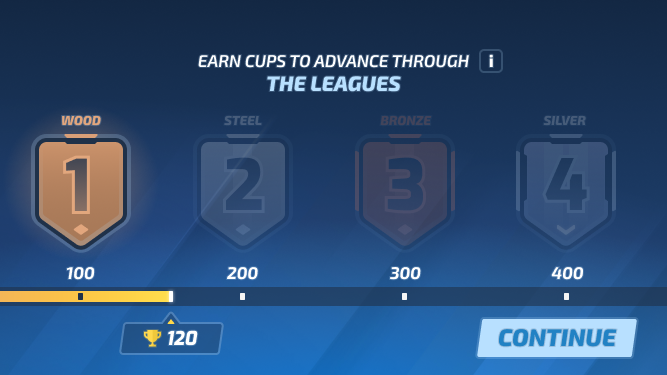 EARN CUPS TO ADVANCE THROUGH i
THE LEAGUES
WOOD STEEL BRONZE SILVER
1 2 3 4
100 200 300 400
120
CONTINUE